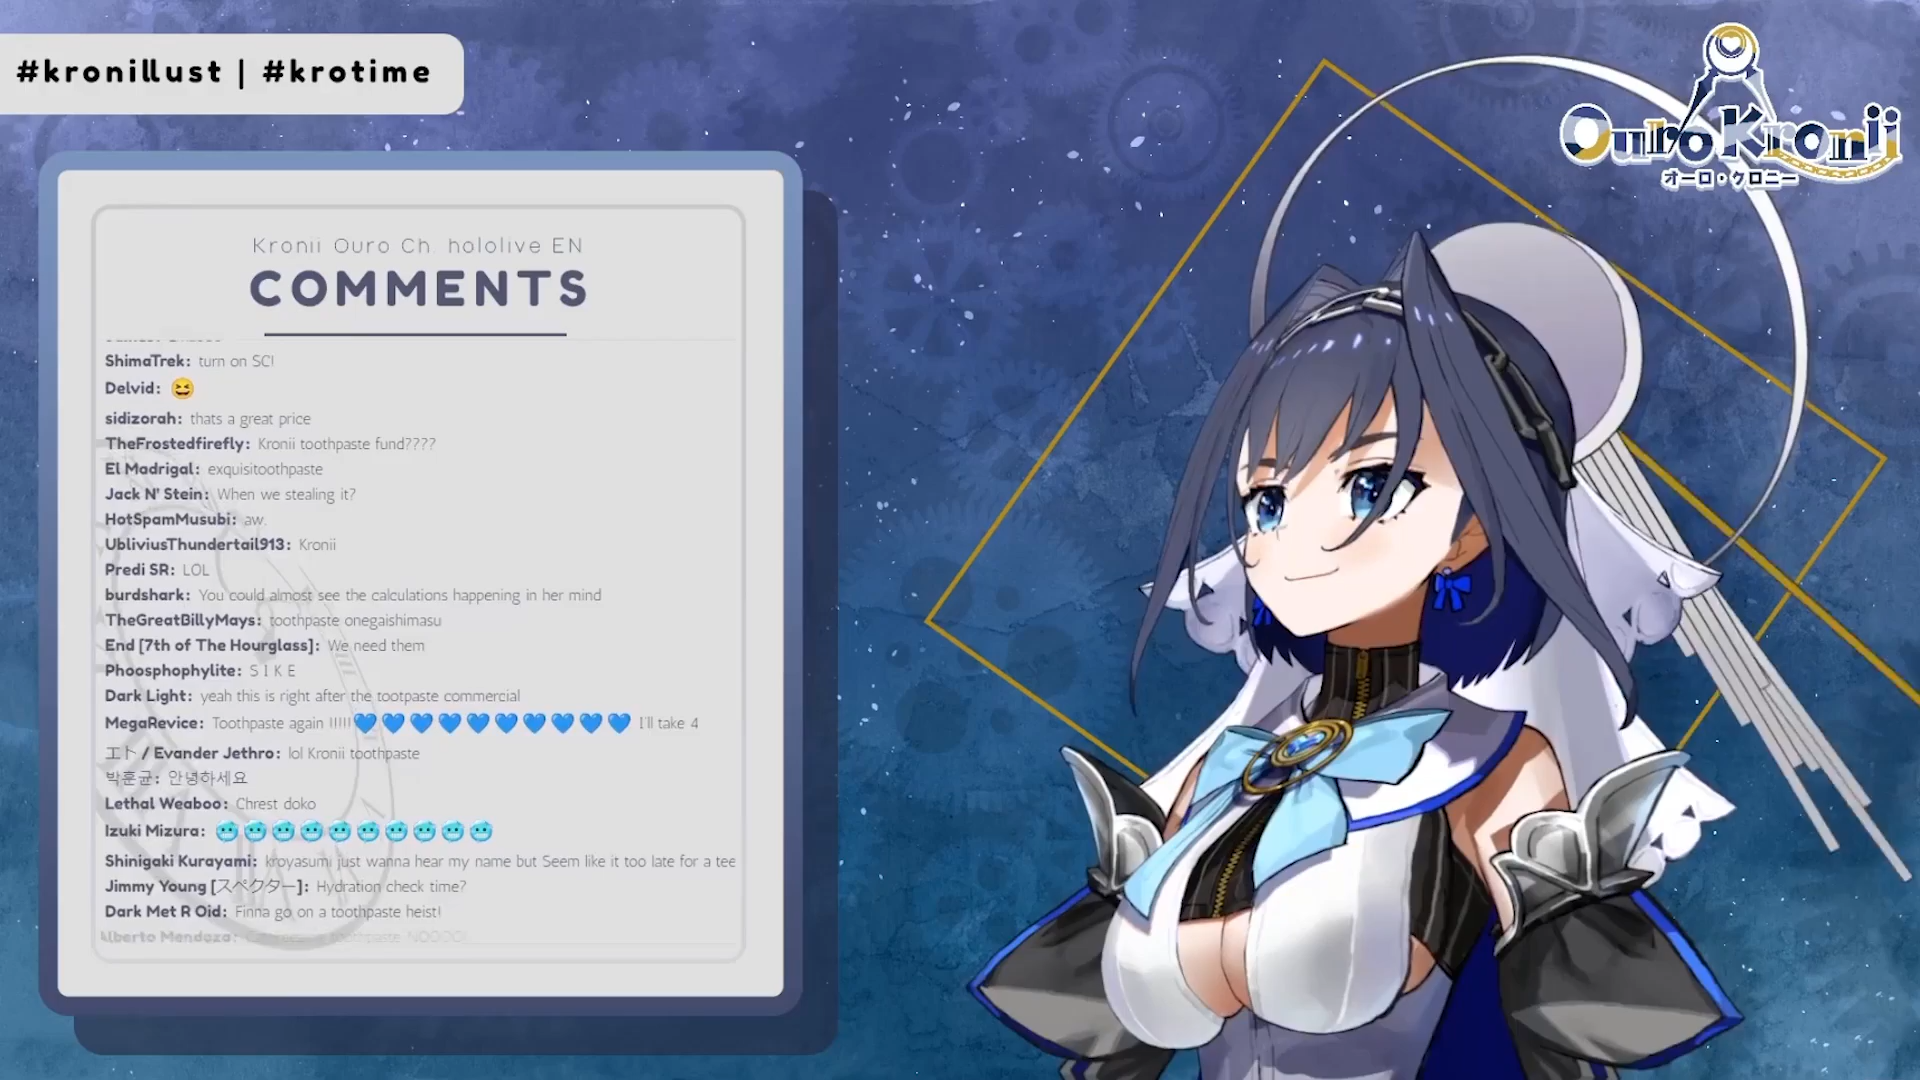 #kronillust | #krotime
Ouro Kronii
オーロ・クロニー
Kronii Ouro Ch. hololive EN
COMMENTS
ShimaTrek: turn on SC!
Delvid: 😆
sidizorah: thats a great price
TheFrostedfirefly: Kronii toothpaste fund????
El Madrigal: exquisitoothpaste
Jack N' Stein: When we stealing it?
HotSpamMusubi: aw.
UbliviusThundertail913: Kronii
Predi SR: LOL
burdshark: You could almost see the calculations happening in her mind
TheGreatBillyMays: toothpaste onegaishimasu
End [7th of The Hourglass]: We need them
Phoosphophylite: S I K E
Dark Light: yeah this is right after the tootpaste commercial
MegaRevice: Toothpaste again !!!!!💙💙💙💙💙💙💙💙💙💙 I'll take 4
エト / Evander Jethro: lol Kronii toothpaste
박훈균: 안녕하세요
Lethal Weaboo: Chrest doko
Izuki Mizura: 🥶🥶🥶🥶🥶🥶🥶🥶🥶🥶
Shinigaki Kurayami: kroyasumi just wanna hear my name but Seem like it too late for a tee
Jimmy Young [スペクター]: Hydration check time?
Dark Met R Oid: Finna go on a toothpaste heist!
Alberto Mendoza: toothpaste NOOOO